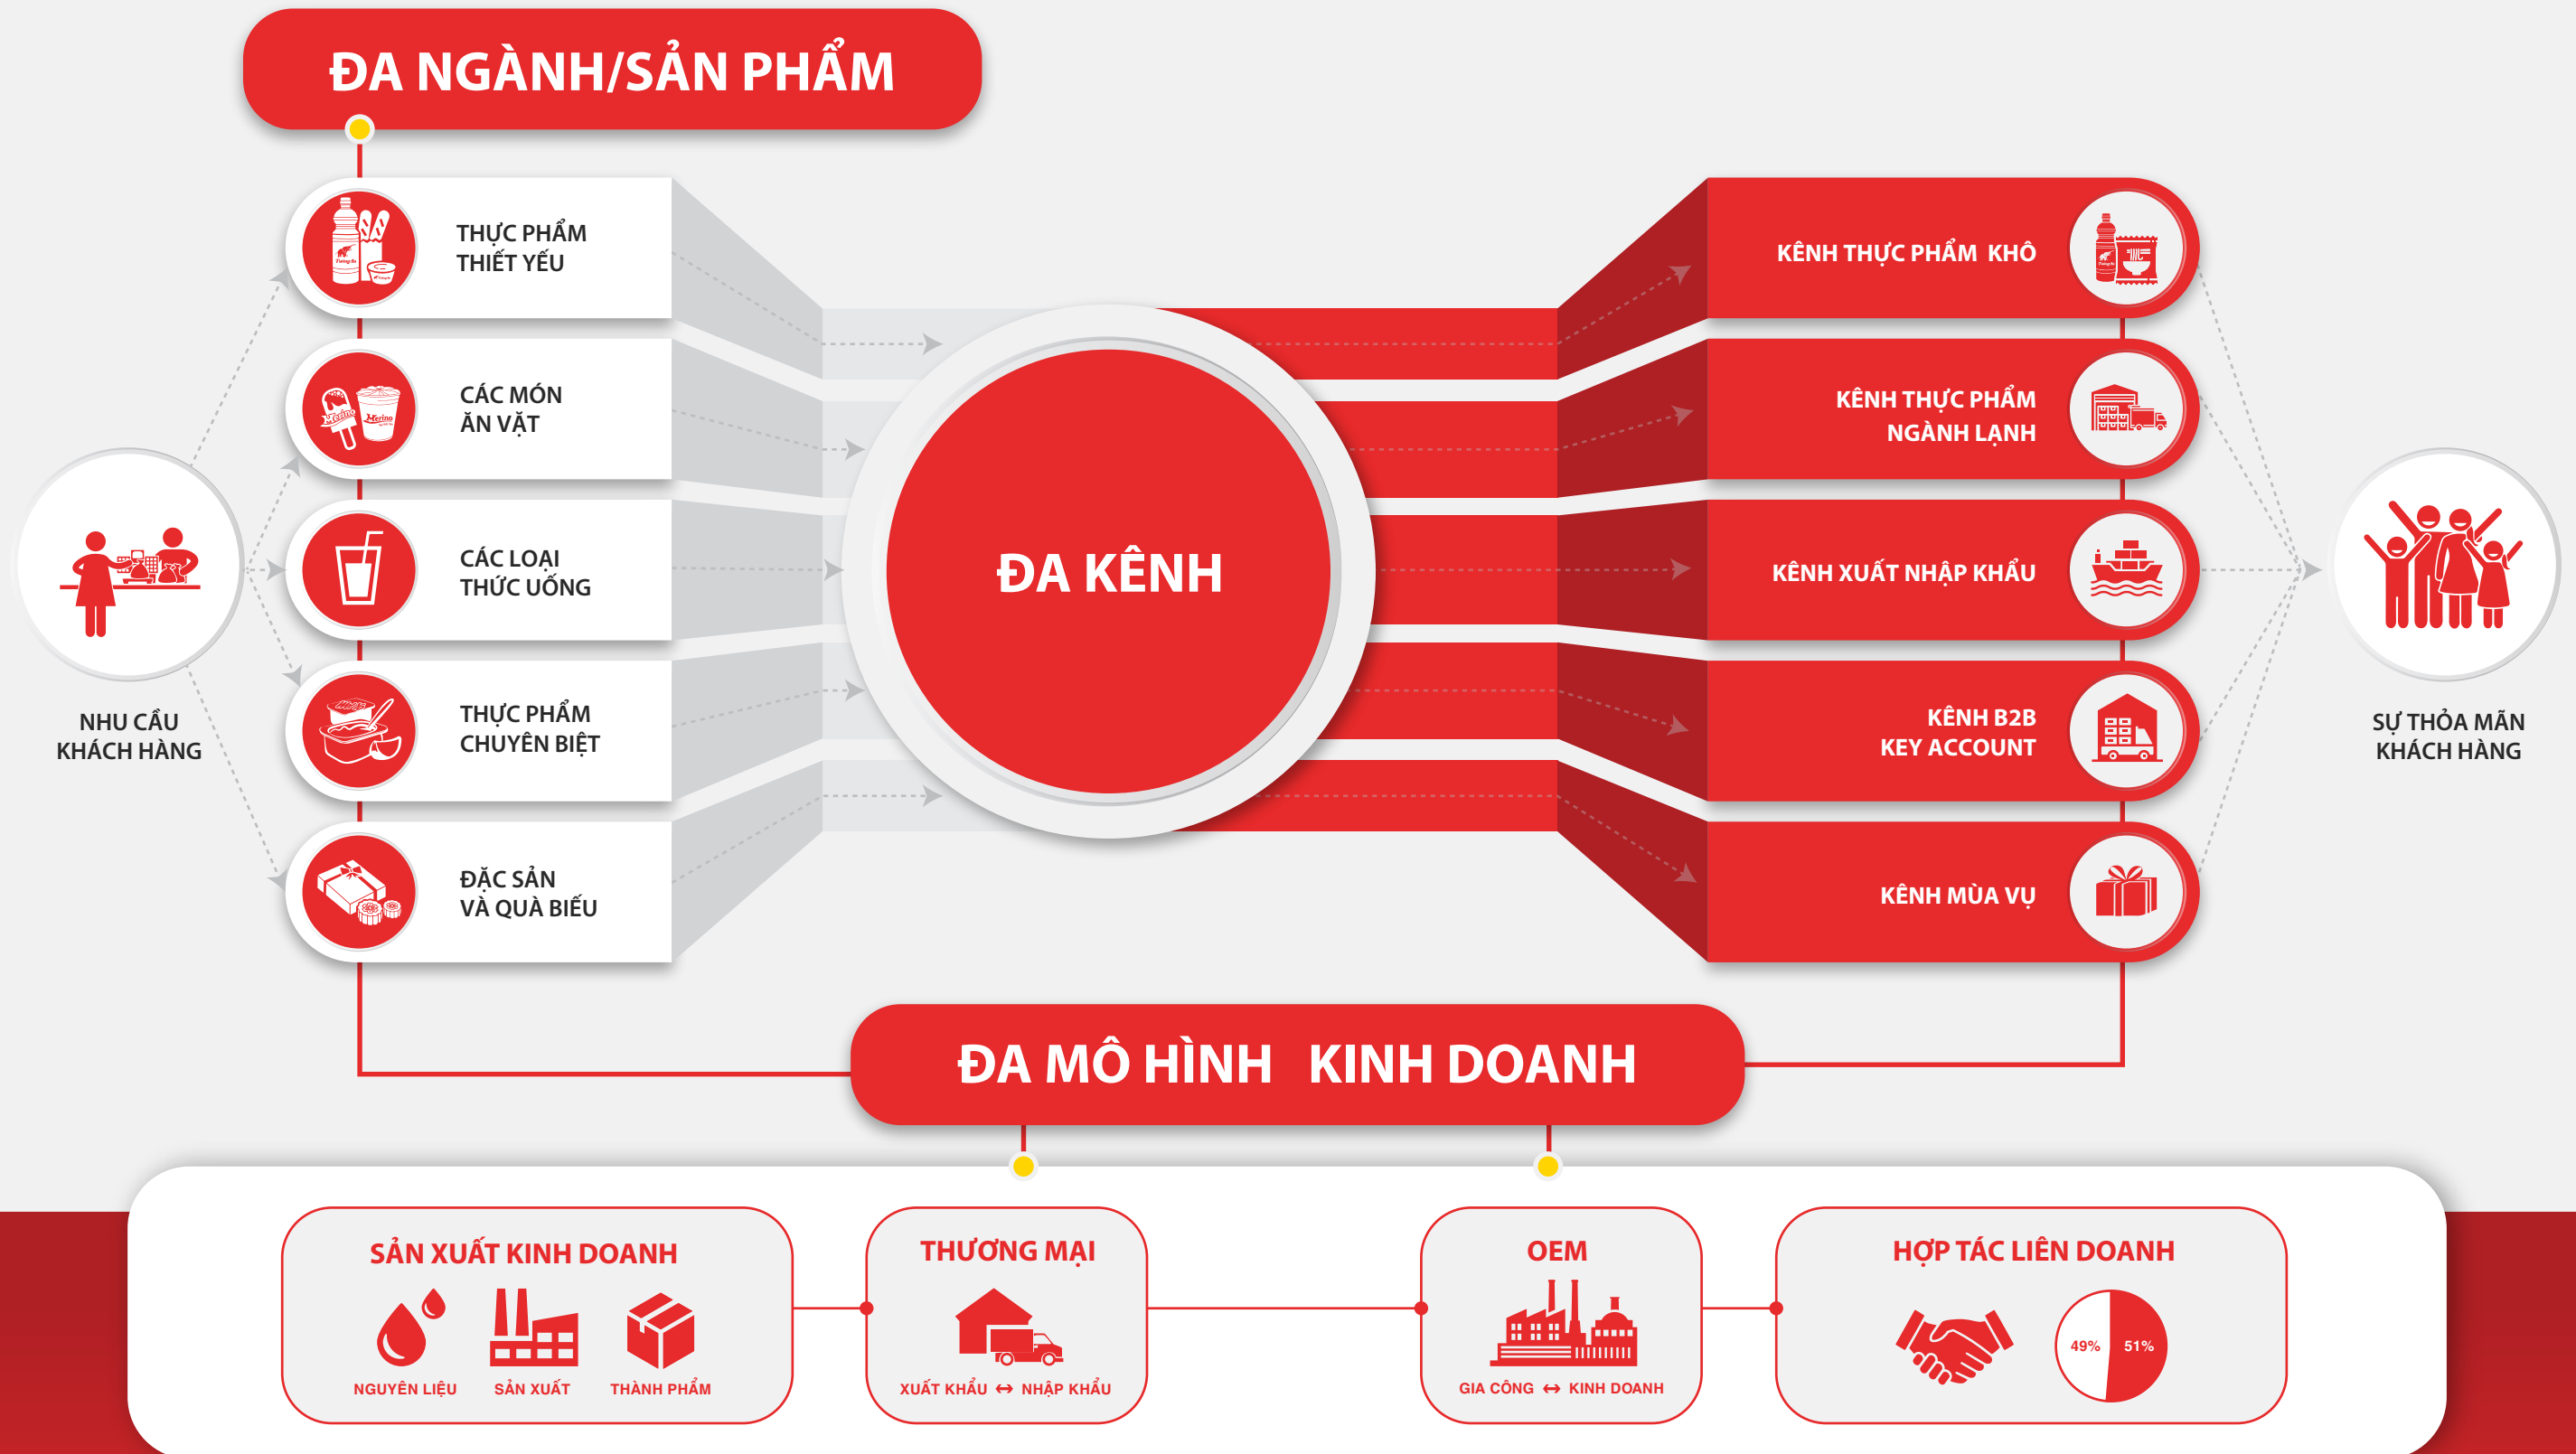 ĐA NGÀNH/SẢN PHẨM
THỰC PHẨM
THIẾT YẾU
CÁC MÓN
ĂN VẶT
Merino
Merino
CÁC LOẠI
THỨC UỐNG
THỰC PHẨM
CHUYÊN BIỆT
ĐẶC SẢN
VÀ QUÀ BIẾU
NHU CẦU
KHÁCH HÀNG
ĐA KÊNH
KÊNH THỰC PHẨM KHÔ
KÊNH THỰC PHẨM
NGÀNH LẠNH
KÊNH XUẤT NHẬP KHẨU
KÊNH B2B
KEY ACCOUNT
KÊNH MÙA VỤ
SỰ THỎA MÃN
KHÁCH HÀNG
ĐA MÔ HÌNH KINH DOANH
SẢN XUẤT KINH DOANH
NGUYÊN LIỆU
SẢN XUẤT
THÀNH PHẨM
THƯƠNG MẠI
XUẤT KHẨU ↔ NHẬP KHẨU
OEM
GIA CÔNG ↔ KINH DOANH
HỢP TÁC LIÊN DOANH
49%
51%